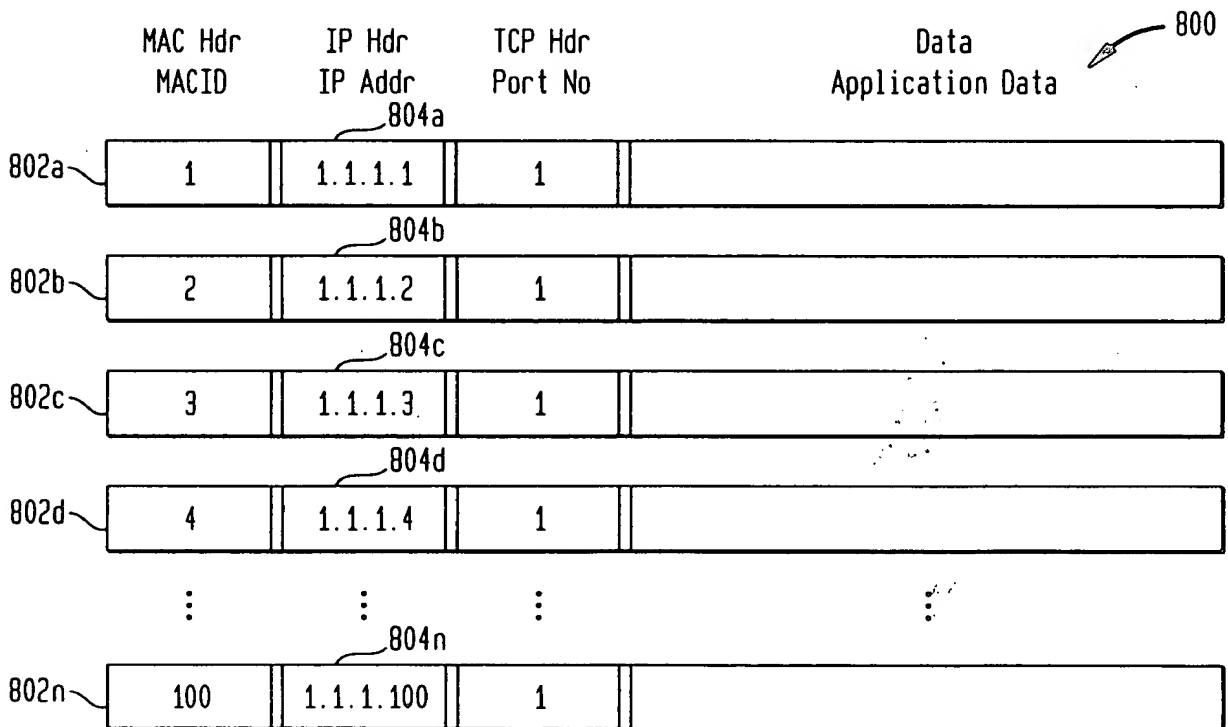 800
MAC Hdr IP Hdr TCP Hdr Data
MACID IP Addr Port No Application Data
804a
802a 1 1.1.1.1 1
804b
802b 2 1.1.1.2 1
804c
802c 3 1.1.1.3 1
804d
802d 4 1.1.1.4 1
804n
802n 100 1.1.1.100 1